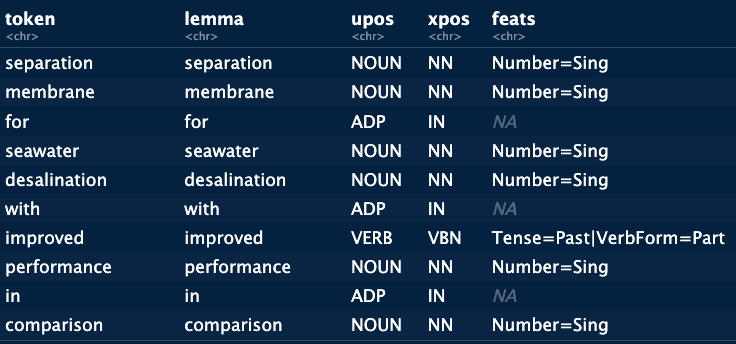 token lemma upos xpos feats
<chr> <chr> <chr> <chr> <chr>
separation separation NOUN NN Number=Sing
membrane membrane NOUN NN Number=Sing
for for ADP IN NA
seawater seawater NOUN NN Number=Sing
desalination desalination NOUN NN Number=Sing
with with ADP IN NA
improved improved VERB VBN Tense=Past|VerbForm=Part
performance performance NOUN NN Number=Sing
in in ADP IN NA
comparison comparison NOUN NN Number=Sing